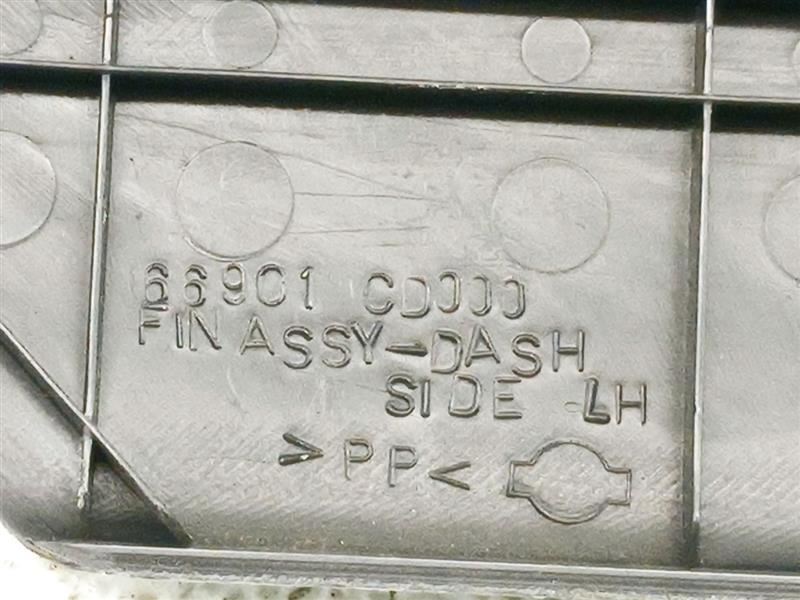 66901 CD000
FIN ASSY-DASH
SIDE LH
>PP<